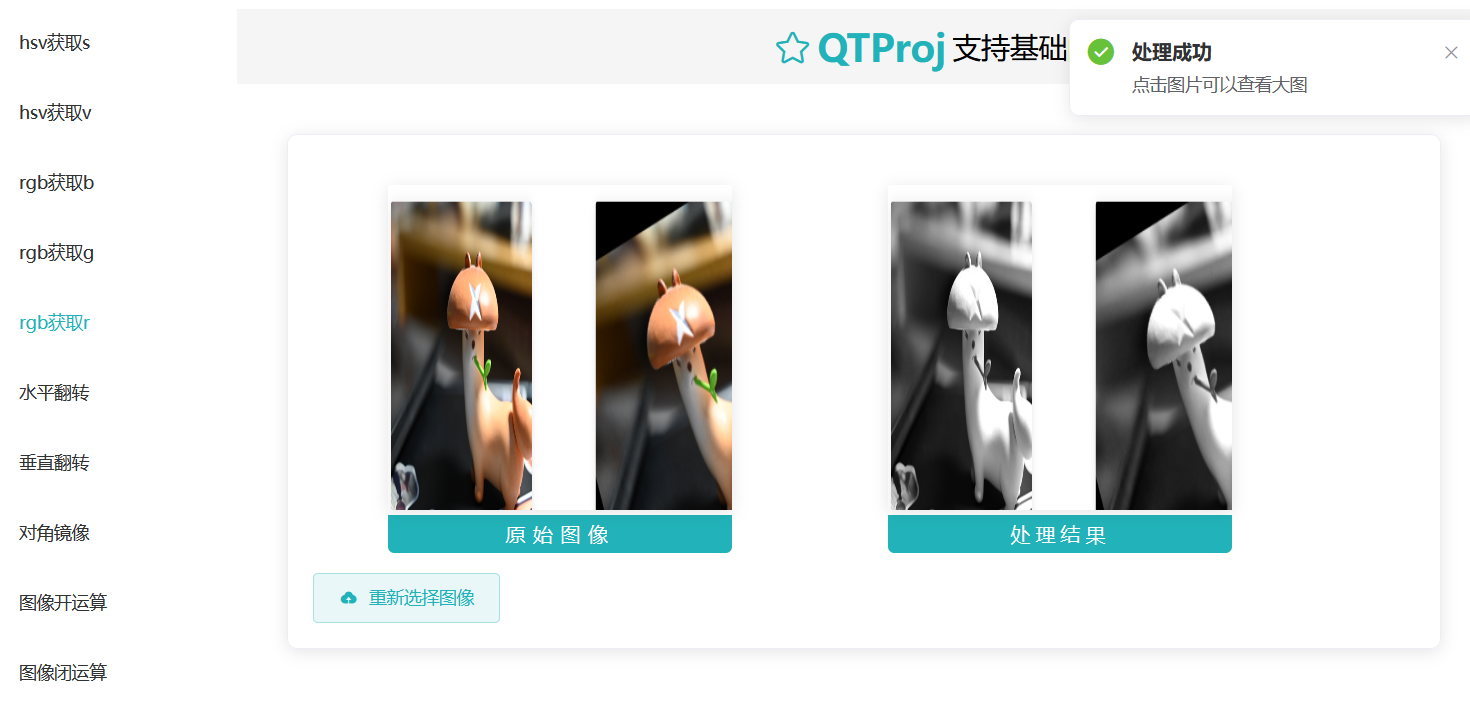 hsv获取s
hsv获取v
rgb获取b
rgb获取g
rgb获取r
水平翻转
垂直翻转
对角镜像
图像开运算
图像闭运算
QTProj 支持基础
处理成功
点击图片可以查看大图
原始图像
处理结果
重新选择图像